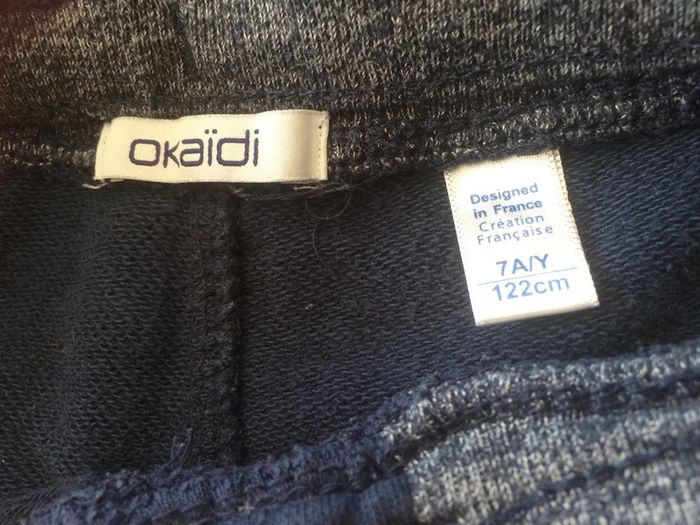 okaïdi
Designed
in France
Création
Française
7A/Y
122cm